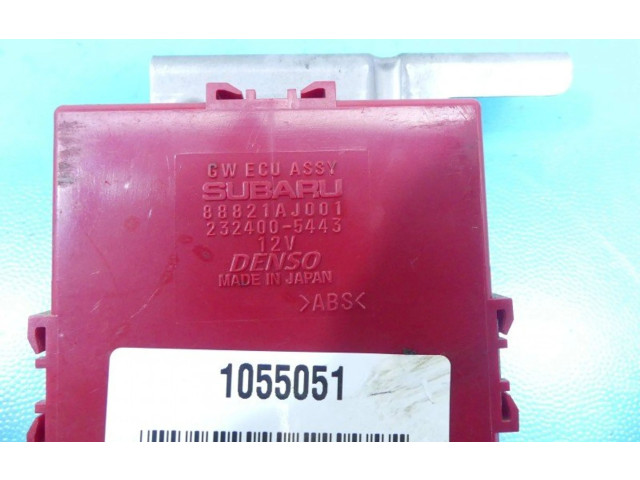 GW ECU ASSY
SUBARU
88821AJ001
232400-5443
12V
DENSO
MADE IN JAPAN
>ABS<
1055051